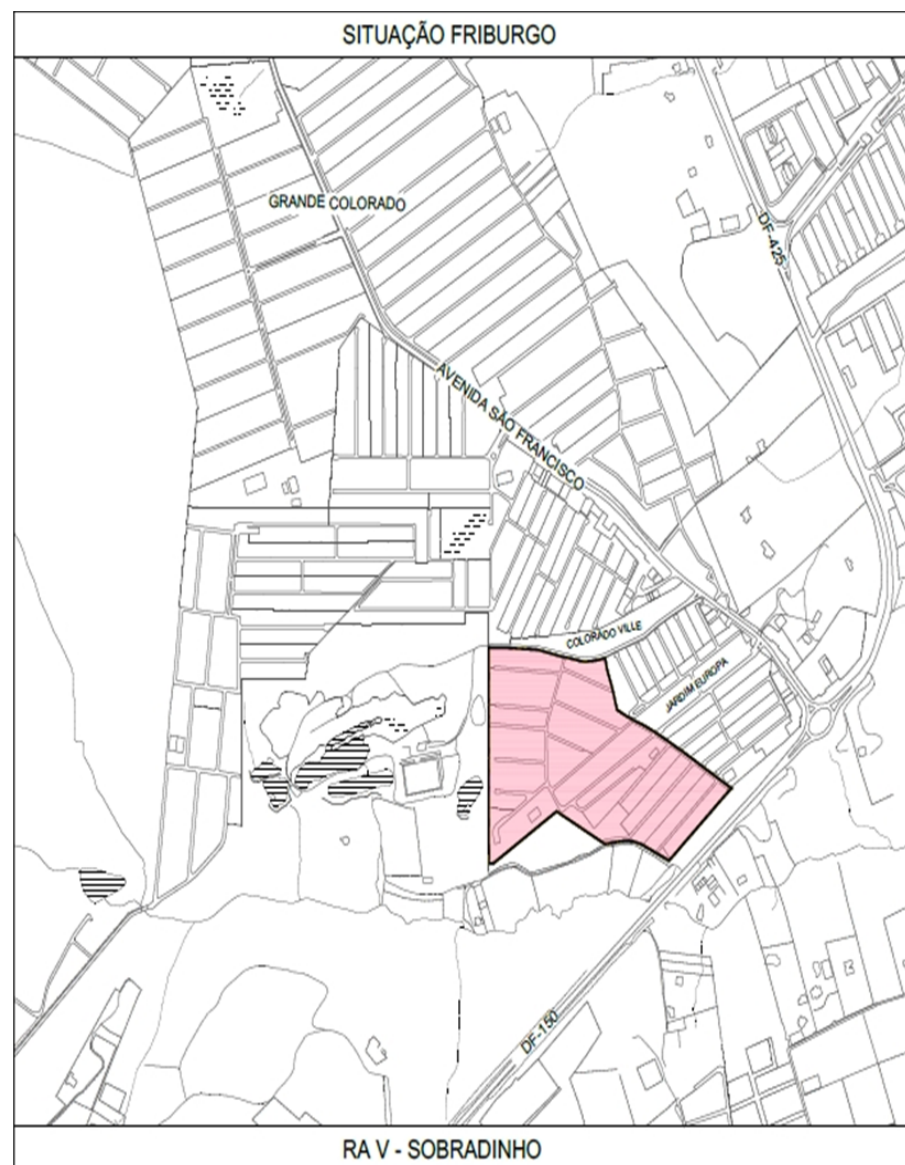 SITUAÇÃO FRIBURGO
GRANDE COLORADO
DF-425
AVENIDA SÃO FRANCISCO
COLORADO VILLE
JARDIM EUROPA
DF-150
RA V - SOBRADINHO